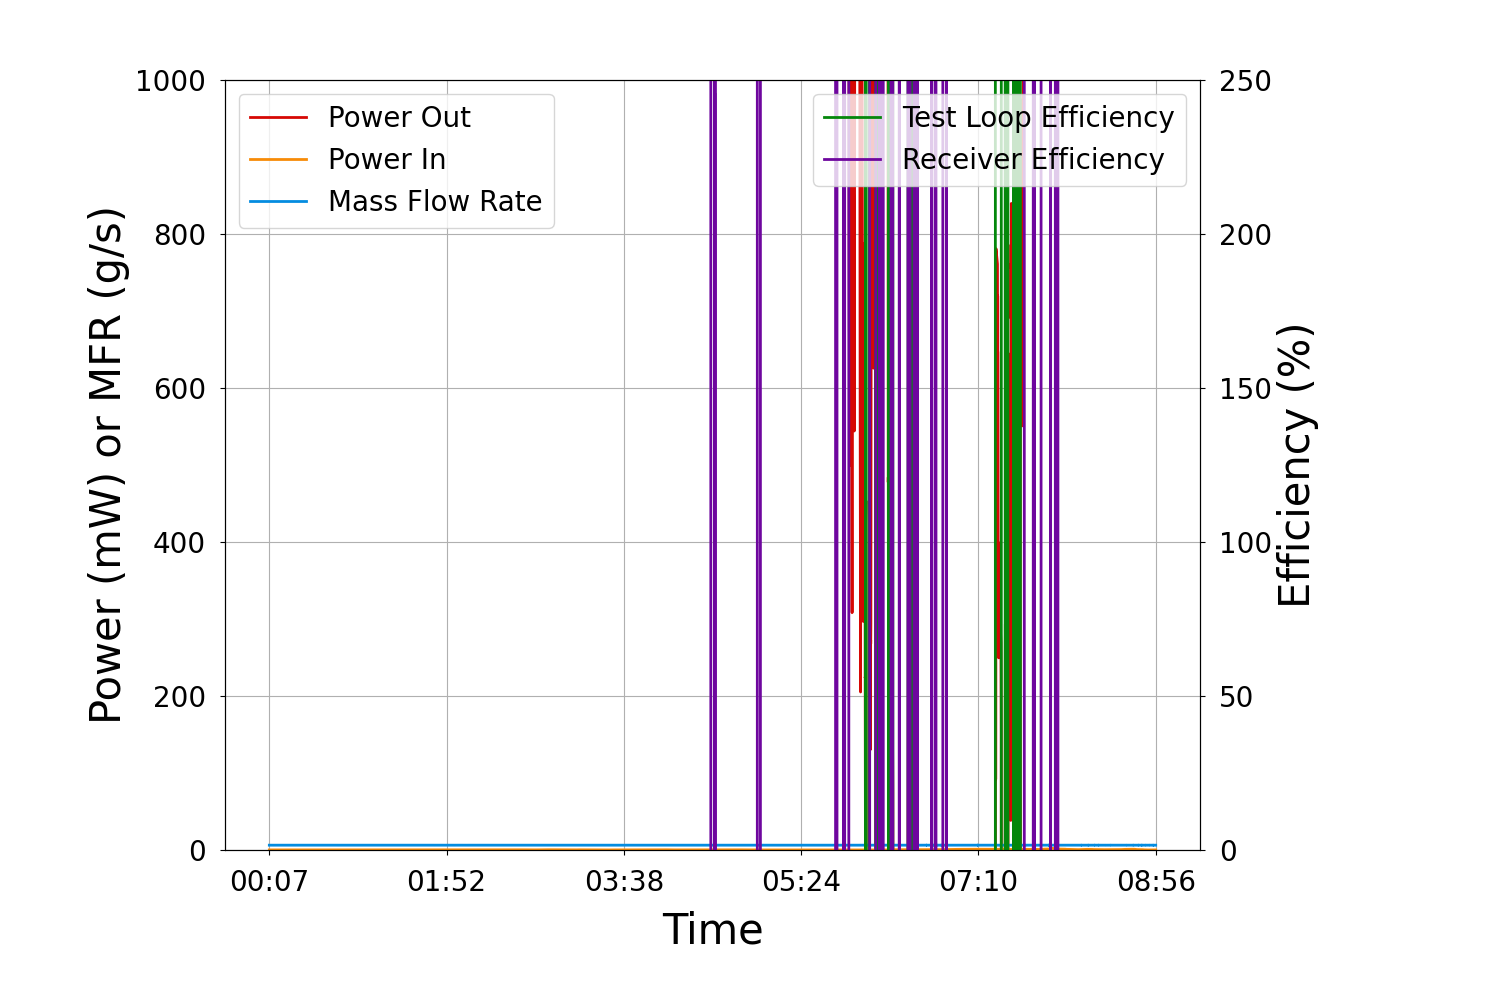 1000
800
600
400
200
0
Power (mW) or MFR (g/s)
Power Out
Power In
Mass Flow Rate
Test Loop Efficiency
Receiver Efficiency
250
200
150
100
50
0
Efficiency (%)
00:07 01:52 03:38 05:24 07:10 08:56
Time